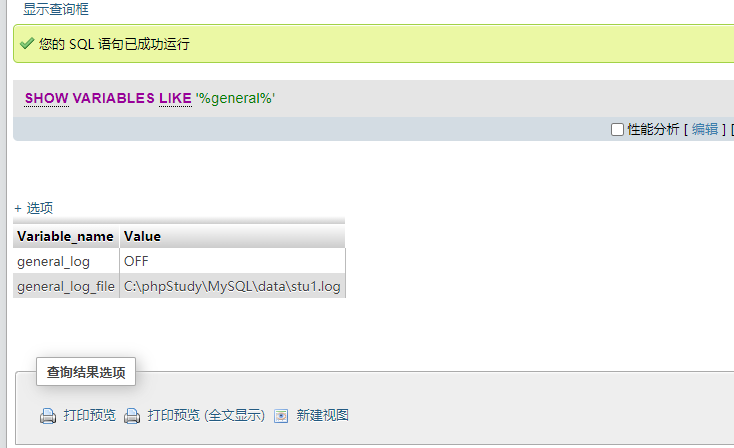 显示查询框
您的 SQL 语句已成功运行
SHOW VARIABLES LIKE '%general%'
性能分析 [ 编辑 ] [
+ 选项
Variable_name Value
general_log OFF
general_log_file C:\phpStudy\MySQL\data\stu1.log
查询结果选项
打印预览 打印预览 (全文显示) 新建视图